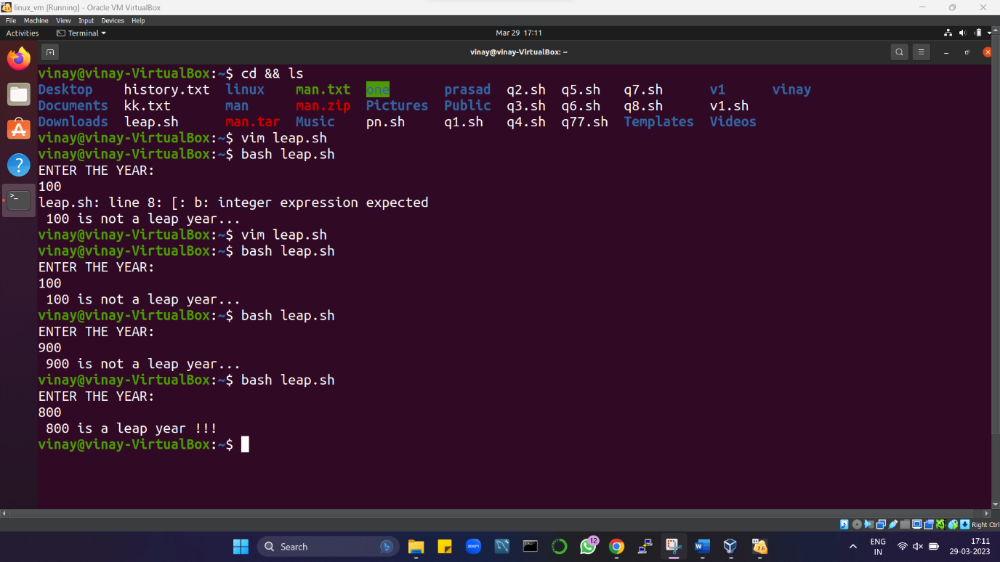 linux_vm [Running] - Oracle VM VirtualBox
File Machine View Input Devices Help
Activities Terminal Mar 29 17:11
vinay@vinay-VirtualBox: ~
vinay@vinay-VirtualBox:~$ cd && ls
Desktop history.txt linux man.txt one prasad q2.sh q5.sh q7.sh v1 vinay
Documents kk.txt man man.zip Pictures Public q3.sh q6.sh q8.sh v1.sh
Downloads leap.sh man.tar Music pn.sh q1.sh q4.sh q77.sh Templates Videos
vinay@vinay-VirtualBox:~$ vim leap.sh
vinay@vinay-VirtualBox:~$ bash leap.sh
ENTER THE YEAR:
100
leap.sh: line 8: [: b: integer expression expected
 100 is not a leap year...
vinay@vinay-VirtualBox:~$ vim leap.sh
vinay@vinay-VirtualBox:~$ bash leap.sh
ENTER THE YEAR:
100
 100 is not a leap year...
vinay@vinay-VirtualBox:~$ bash leap.sh
ENTER THE YEAR:
900
 900 is not a leap year...
vinay@vinay-VirtualBox:~$ bash leap.sh
ENTER THE YEAR:
800
 800 is a leap year !!!
vinay@vinay-VirtualBox:~$
Right Ctrl
Search zoom 12 ENG 17:11
IN 29-03-2023